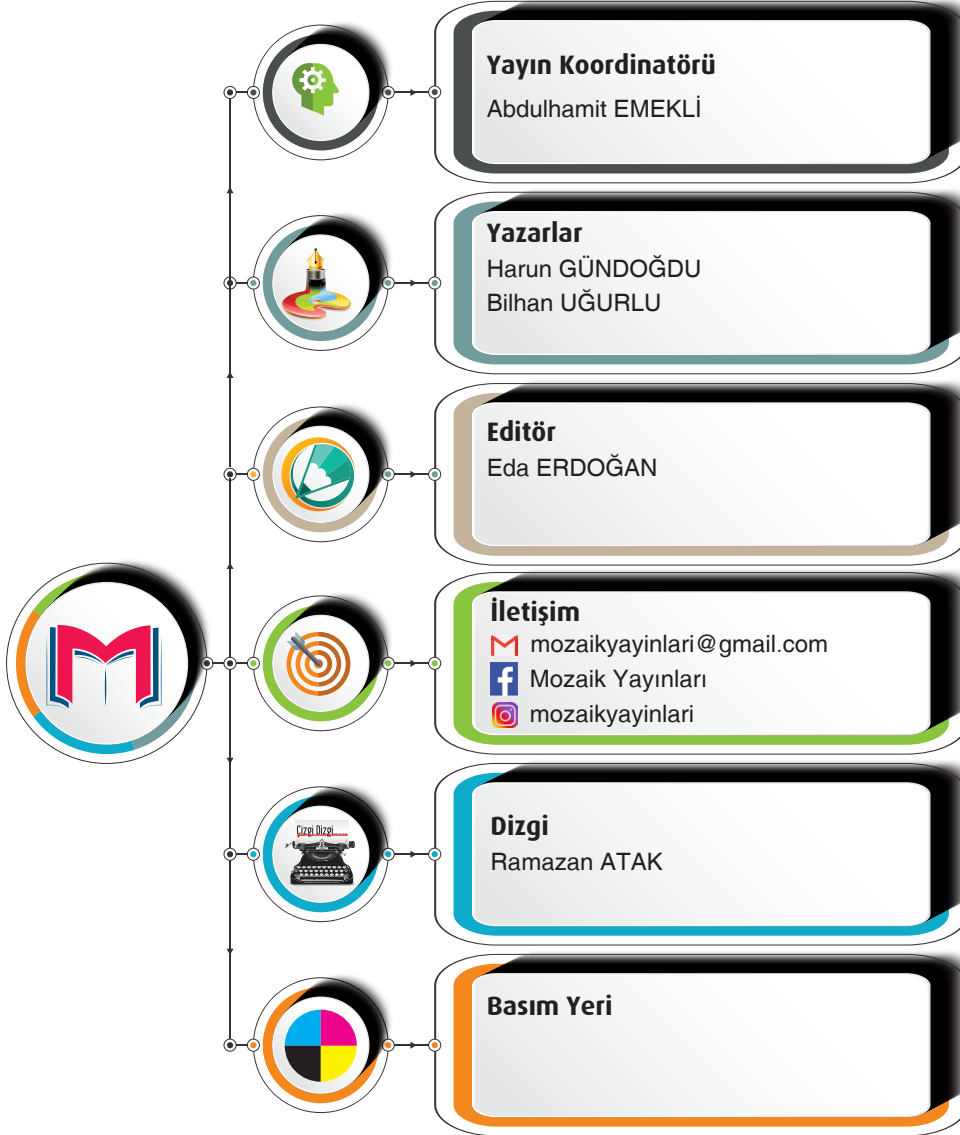 Yayın Koordinatörü
Abdulhamit EMEKLİ
Yazarlar
Harun GÜNDOĞDU
Bilhan UĞURLU
Editör
Eda ERDOĞAN
İletişim
mozaikyayinlari@gmail.com
Mozaik Yayınları
mozaikyayinlari
Çizgi Dizgi
Dizgi
Ramazan ATAK
Basım Yeri